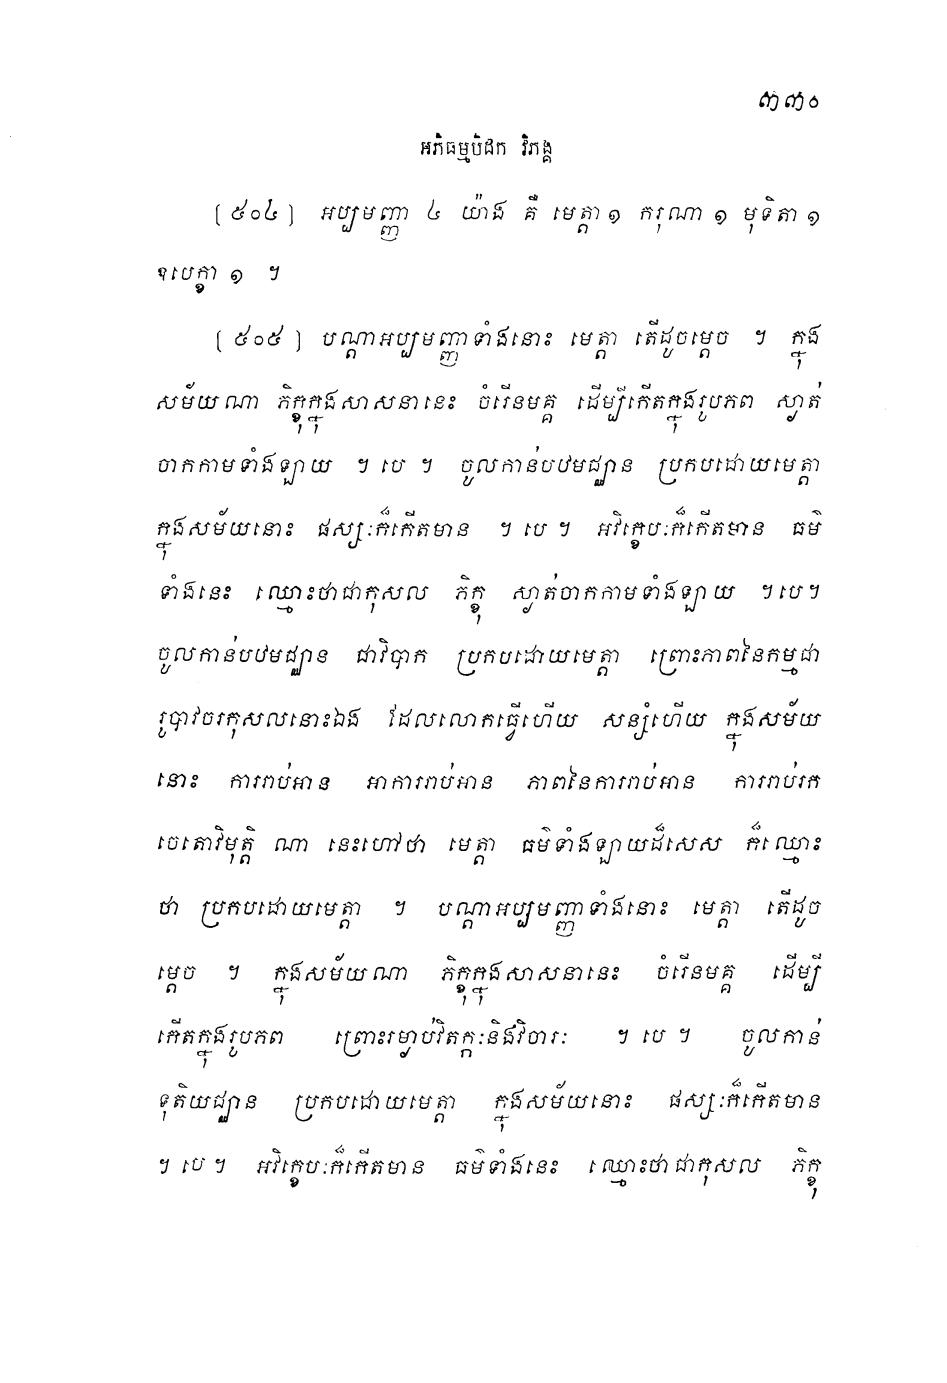 ៣៣០
អភិធម្មបិដក វិភង្គ
(៥០៤) អប្បមញ្ញា ៤ យ៉ាង គឺ មេត្តា ១ ករុណា ១ មុទិតា ១
ឧបេក្ខា ១ ។
(៥០៥) បណ្តាអប្បមញ្ញាទាំងនោះ មេត្តា តើដូចម្តេច ។ ក្នុង
សម័យណា ភិក្ខុក្នុងសាសនានេះ ចំរើនមគ្គ ដើម្បីកើតក្នុងរូបភព ស្ងាត់
ចាកកាមទាំងឡាយ ។ បេ ។ ចូលកាន់បឋមជ្ឈាន ប្រកបដោយមេត្តា
ក្នុងសម័យនោះ ផស្សៈក៏កើតមាន ។ បេ ។ អវិក្ខេបៈក៏កើតមាន ធម៌
ទាំងនេះ ឈ្មោះថាជាកុសល ភិក្ខុ ស្ងាត់ចាកកាមទាំងឡាយ ។ បេ ។
ចូលកាន់បឋមជ្ឈាន ជាវិបាក ប្រកបដោយមេត្តា ព្រោះភាពនៃកម្មជា
រូបាវចរកុសលនោះឯង ដែលលោកធ្វើហើយ សន្សំហើយ ក្នុងសម័យ
នោះ ការរាប់អាន អាការរាប់អាន ភាពនៃការរាប់អាន ការរាប់រក
ចេតោវិមុត្តិ ណា នេះហៅថា មេត្តា ធម៌ទាំងឡាយដ៏សេស ក៏ឈ្មោះ
ថា ប្រកបដោយមេត្តា ។ បណ្តាអប្បមញ្ញាទាំងនោះ មេត្តា តើដូច
ម្តេច ។ ក្នុងសម័យណា ភិក្ខុក្នុងសាសនានេះ ចំរើនមគ្គ ដើម្បី
កើតក្នុងរូបភព ព្រោះរម្ងាប់វិតក្កៈនិងវិចារៈ ។ បេ ។ ចូលកាន់
ទុតិយជ្ឈាន ប្រកបដោយមេត្តា ក្នុងសម័យនោះ ផស្សៈក៏កើតមាន
។ បេ ។ អវិក្ខេបៈក៏កើតមាន ធម៌ទាំងនេះ ឈ្មោះថាជាកុសល ភិក្ខុ